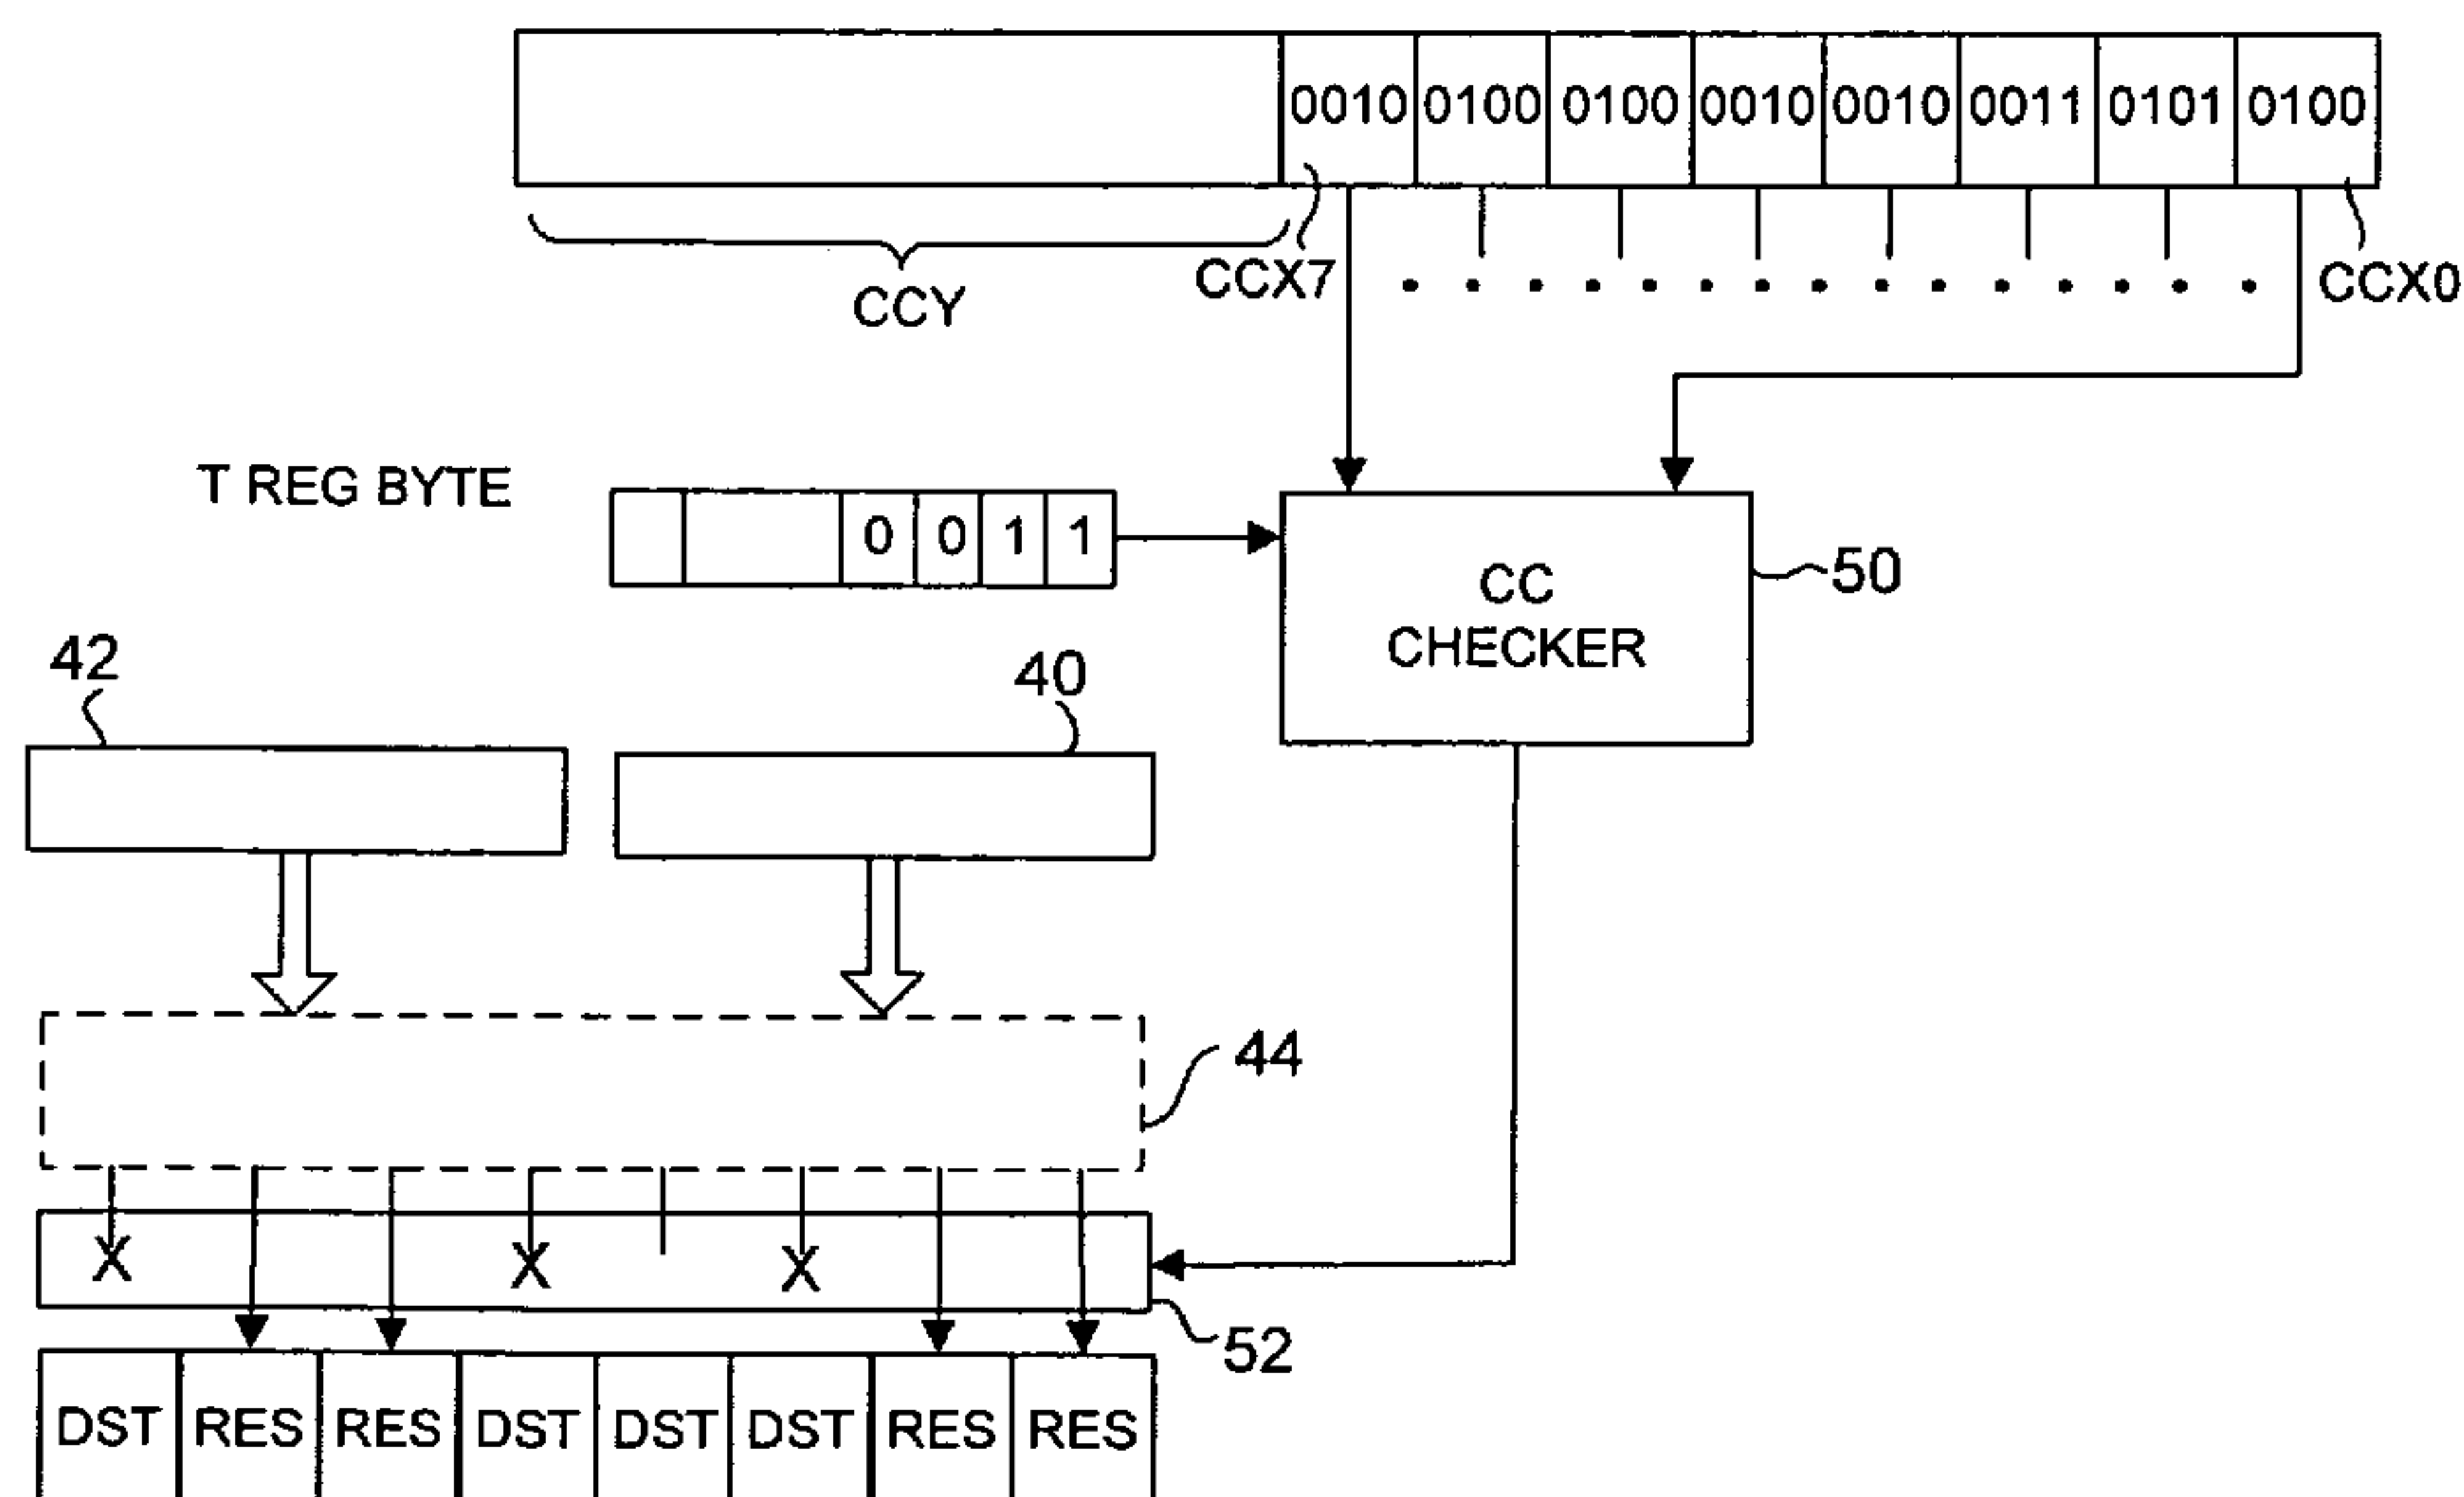 0010 0100 0100 0010 0010 0011 0101 0100
CCY
CCX7
CCX0
T REG BYTE
0 0 1 1
CC
CHECKER
50
42
40
44
X X X
52
DST RES RES DST DST DST RES RES